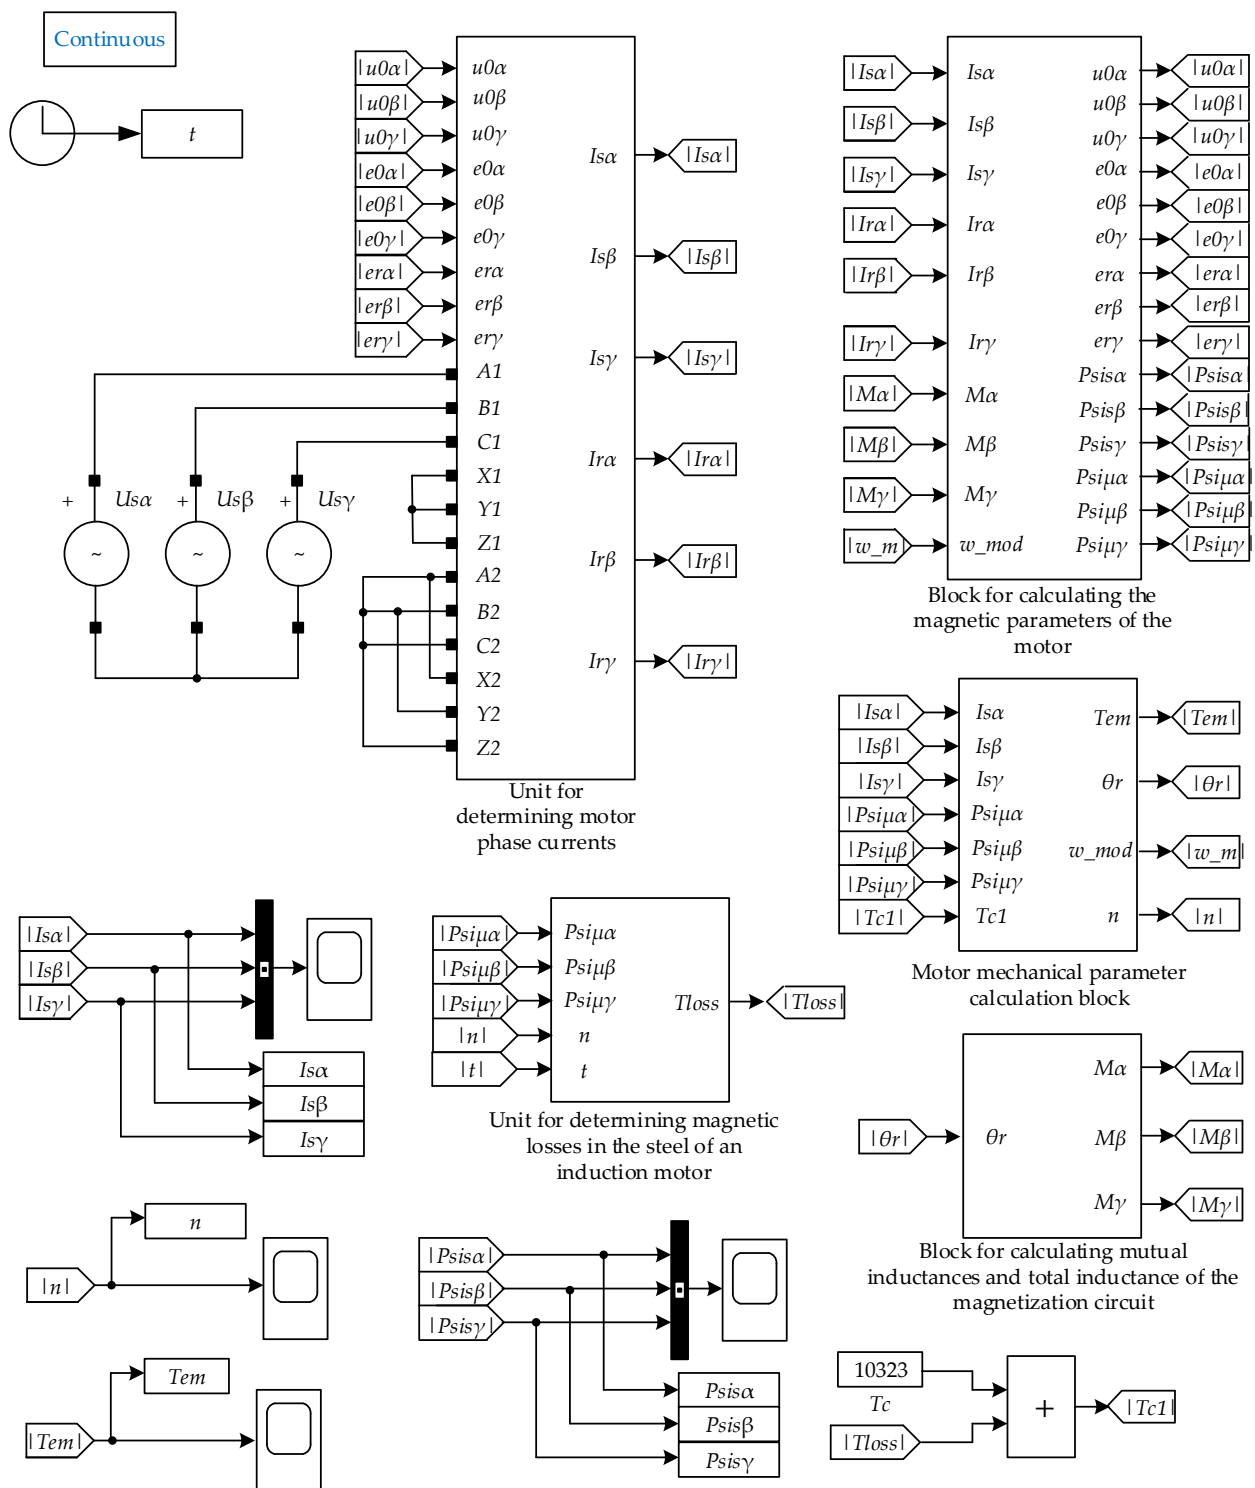 Continuous
t
|u0α|
|u0β|
|u0γ|
|e0α|
|e0β|
|e0γ|
|erα|
|erβ|
|erγ|
u0α
u0β
u0γ
e0α
e0β
e0γ
erα
erβ
erγ
A1
B1
C1
X1
Y1
Z1
A2
B2
C2
X2
Y2
Z2
Isα
Isβ
Isγ
Irα
Irβ
Irγ
|Isα|
|Isβ|
|Isγ|
|Irα|
|Irβ|
|Irγ|
Unit for
determining motor
phase currents
+ Usα + Usβ + Usγ
~ ~ ~
|Isα|
|Isβ|
|Isγ|
|Irα|
|Irβ|
|Irγ|
|Mα|
|Mβ|
|Mγ|
|w_m|
Isα
Isβ
Isγ
Irα
Irβ
Irγ
Mα
Mβ
Mγ
w_mod
u0α
u0β
u0γ
e0α
e0β
e0γ
erα
erβ
erγ
Psisα
Psisβ
Psisγ
Psiμα
Psiμβ
Psiμγ
|u0α|
|u0β|
|u0γ|
|e0α|
|e0β|
|e0γ|
|erα|
|erβ|
|erγ|
|Psisα|
|Psisβ|
|Psisγ|
|Psiμα|
|Psiμβ|
|Psiμγ|
Block for calculating the
magnetic parameters of the
motor
|Isα|
|Isβ|
|Isγ|
|Psiμα|
|Psiμβ|
|Psiμγ|
|Tc1|
Isα
Isβ
Isγ
Psiμα
Psiμβ
Psiμγ
Tc1
Tem
θr
w_mod
n
|Tem|
|θr|
|w_m|
|n|
Motor mechanical parameter
calculation block
|Isα|
|Isβ|
|Isγ|
Isα
Isβ
Isγ
|Psiμα|
|Psiμβ|
|Psiμγ|
|n|
|t|
Psiμα
Psiμβ
Psiμγ
n
t
Tloss
|Tloss|
Unit for determining magnetic
losses in the steel of an
induction motor
|θr|
θr
Mα
Mβ
Mγ
|Mα|
|Mβ|
|Mγ|
Block for calculating mutual
inductances and total inductance of the
magnetization circuit
n
|n|
Tem
|Tem|
|Psisα|
|Psisβ|
|Psisγ|
Psisα
Psisβ
Psisγ
10323
Tc
|Tloss|
+
|Tc1|